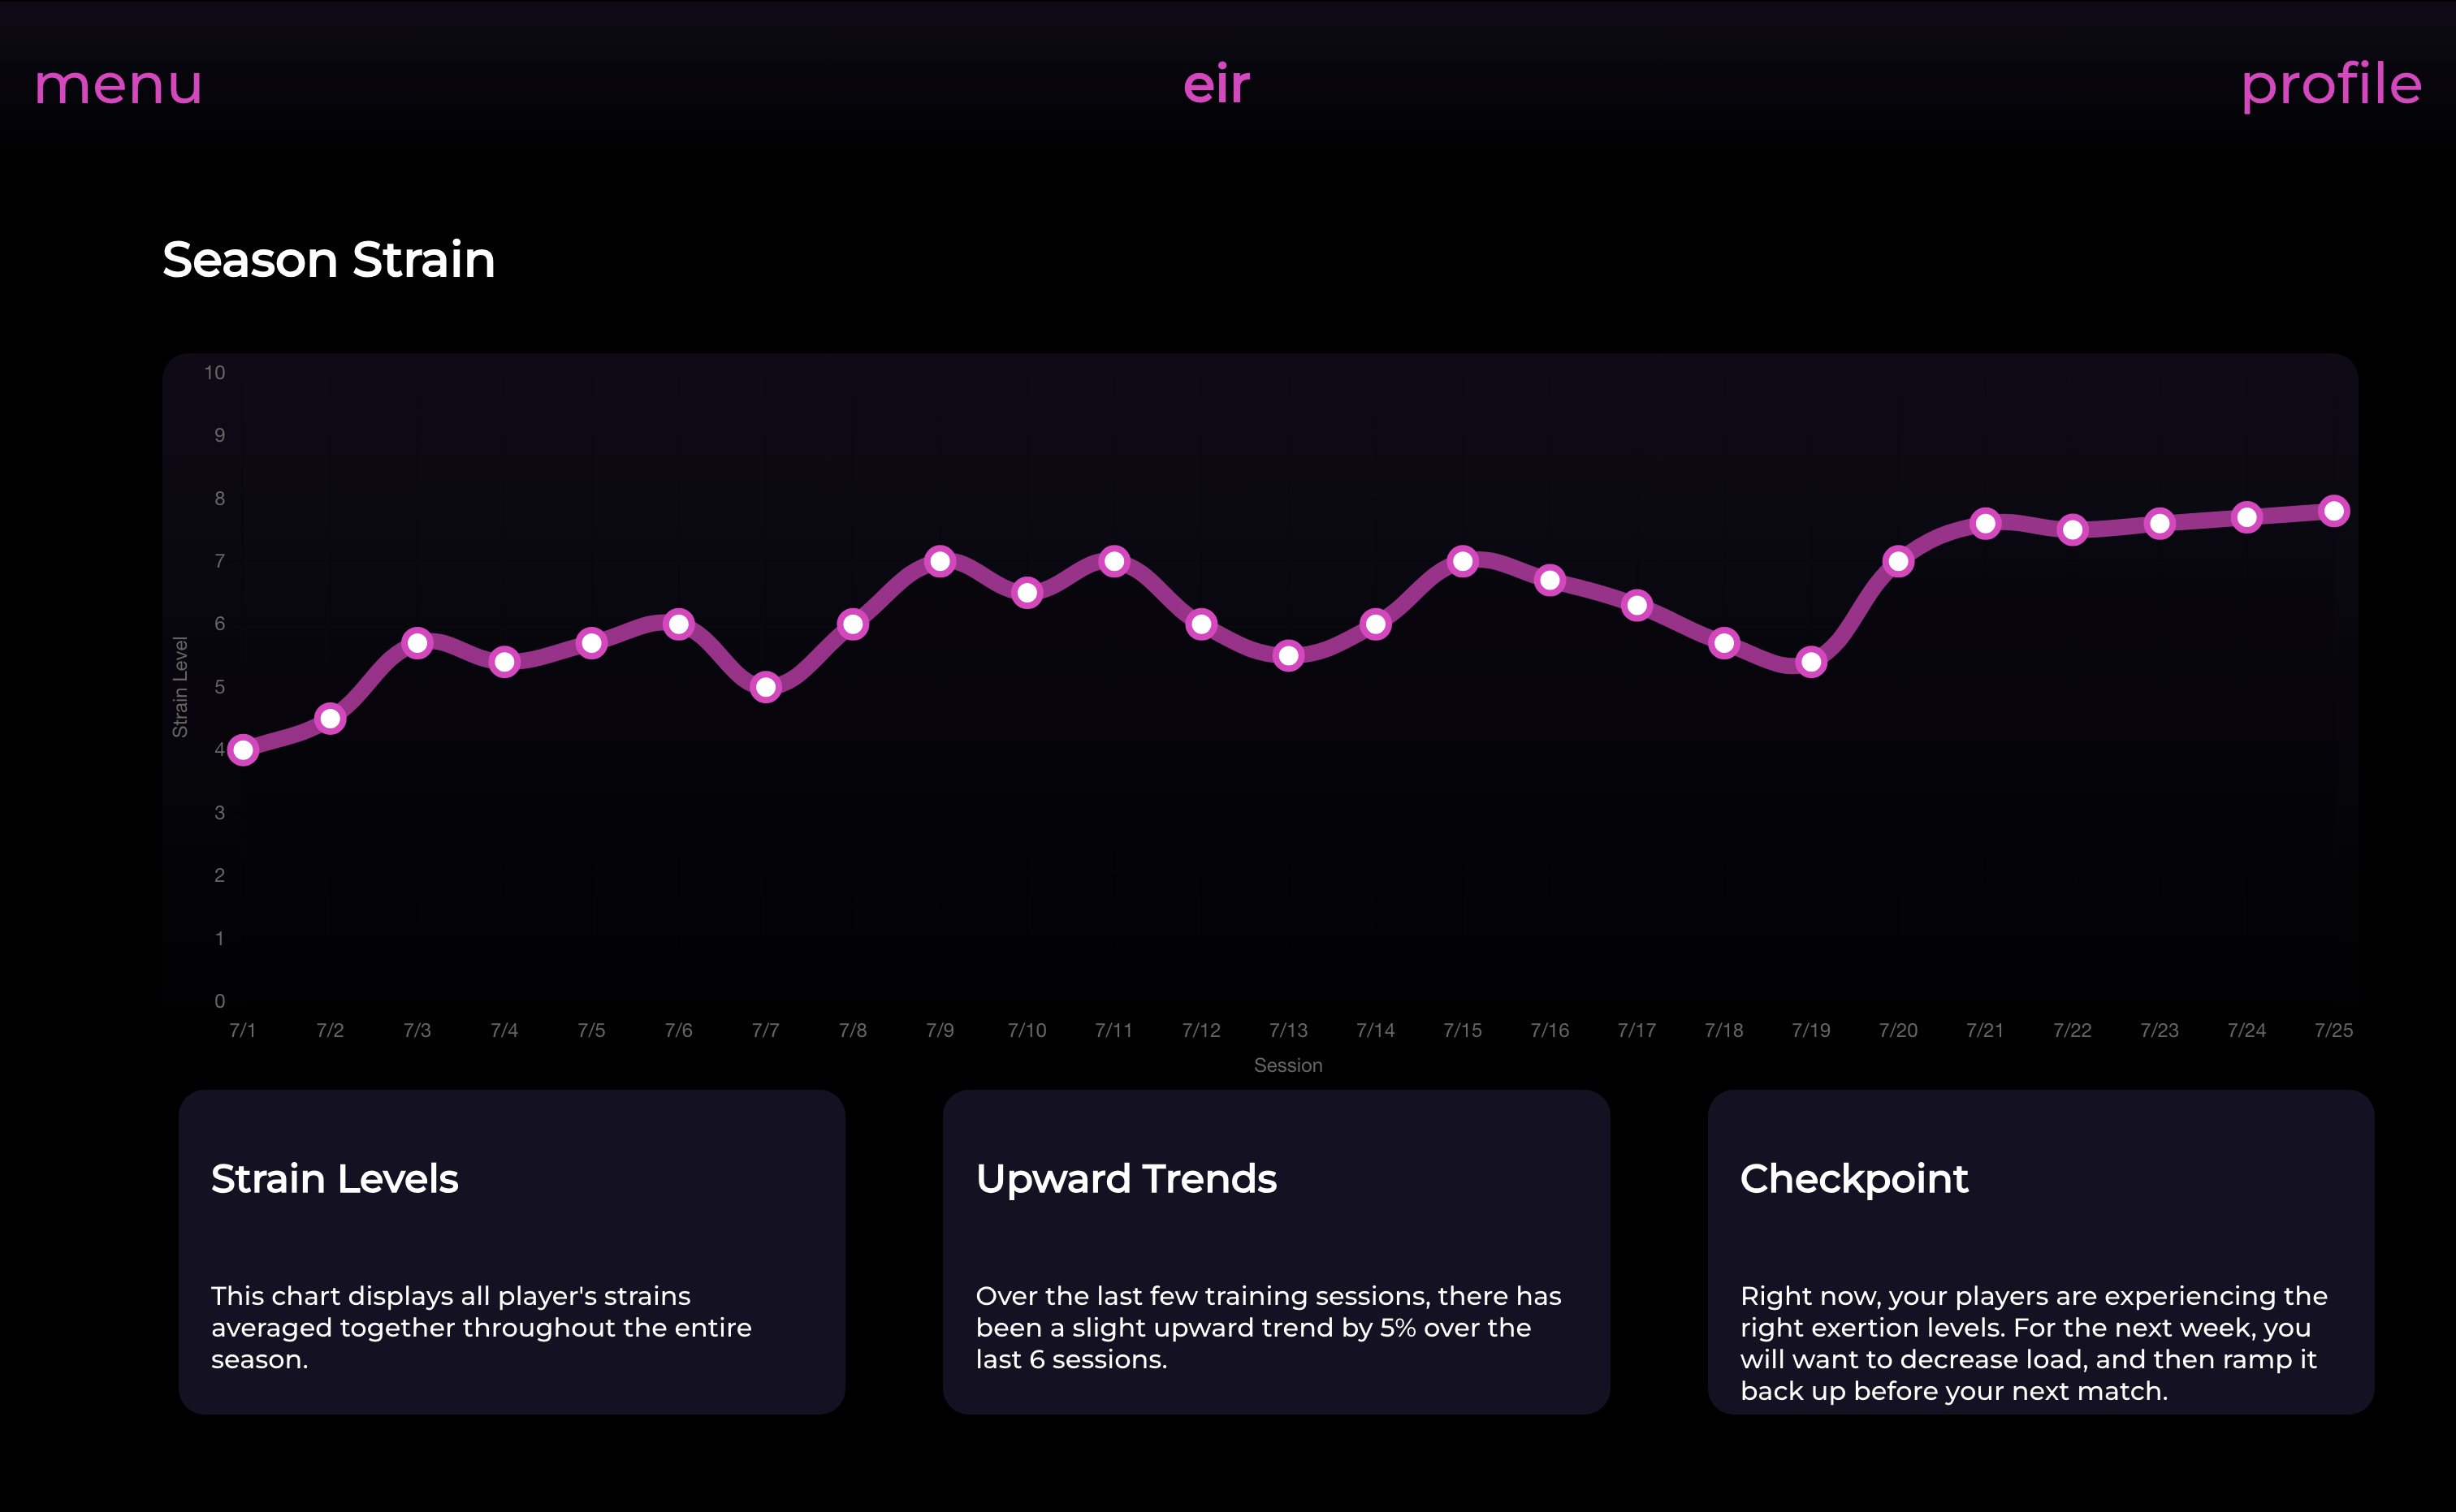 menu
eir
profile
Season Strain
10
9
8
7
6
5
4
3
2
1
0
Strain Level
7/1 7/2 7/3 7/4 7/5 7/6 7/7 7/8 7/9 7/10 7/11 7/12 7/13 7/14 7/15 7/16 7/17 7/18 7/19 7/20 7/21 7/22 7/23 7/24 7/25
Session
Strain Levels
This chart displays all player's strains
averaged together throughout the entire
season.
Upward Trends
Over the last few training sessions, there has
been a slight upward trend by 5% over the
last 6 sessions.
Checkpoint
Right now, your players are experiencing the
right exertion levels. For the next week, you
will want to decrease load, and then ramp it
back up before your next match.